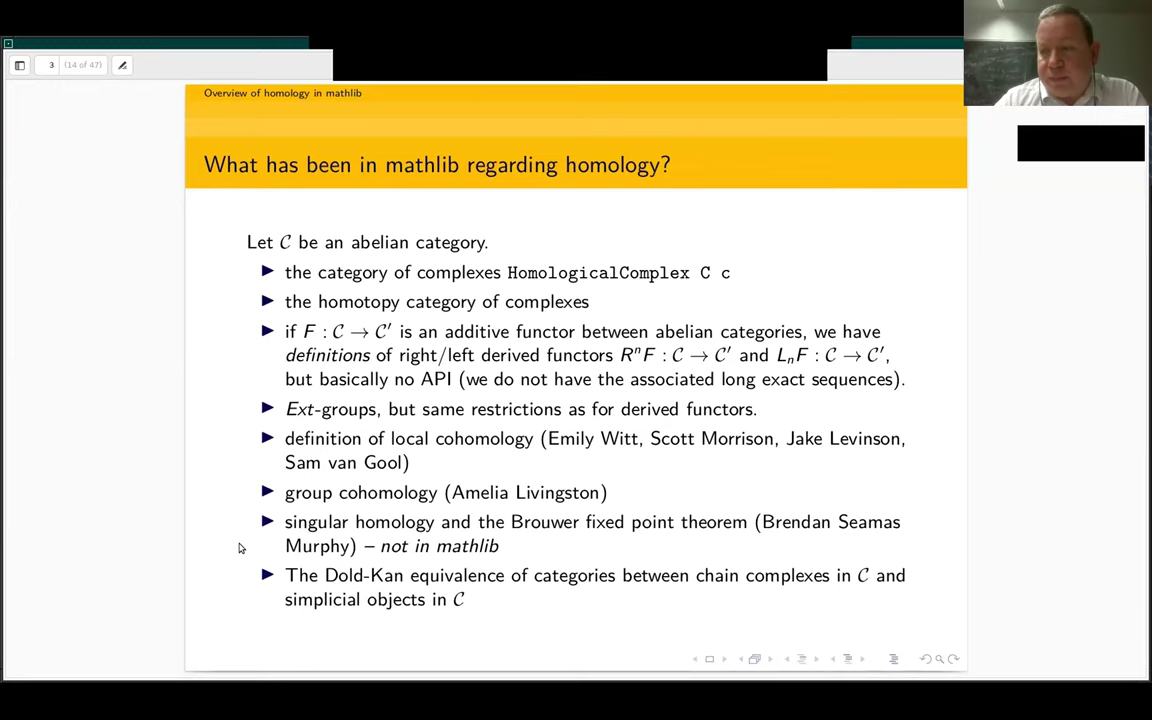 3 (14 of 47)
Overview of homology in mathlib
What has been in mathlib regarding homology?
Let 𝒞 be an abelian category.
▶ the category of complexes HomologicalComplex C c
▶ the homotopy category of complexes
▶ if F : 𝒞 → 𝒞′ is an additive functor between abelian categories, we have
definitions of right/left derived functors RⁿF : 𝒞 → 𝒞′ and LₙF : 𝒞 → 𝒞′,
but basically no API (we do not have the associated long exact sequences).
▶ Ext-groups, but same restrictions as for derived functors.
▶ definition of local cohomology (Emily Witt, Scott Morrison, Jake Levinson,
Sam van Gool)
▶ group cohomology (Amelia Livingston)
▶ singular homology and the Brouwer fixed point theorem (Brendan Seamas
Murphy) – not in mathlib
▶ The Dold-Kan equivalence of categories between chain complexes in 𝒞 and
simplicial objects in 𝒞